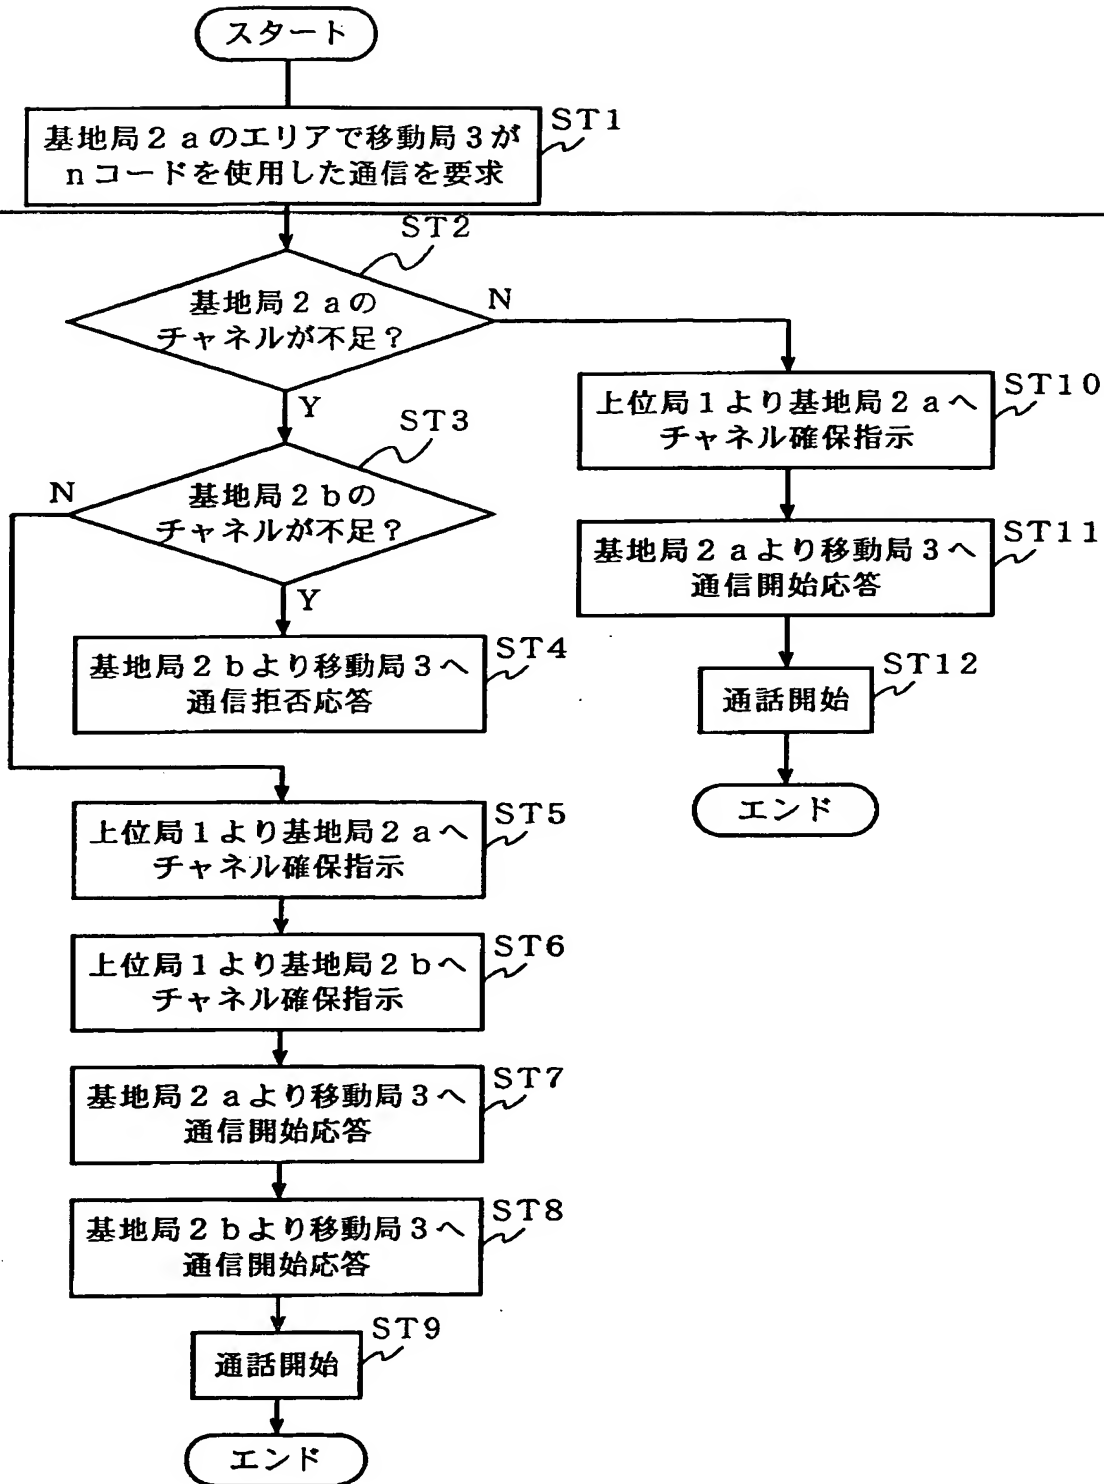 スタート
基地局2aのエリアで移動局3が
nコードを使用した通信を要求
ST1
ST2
基地局2aの
チャネルが不足?
N
Y
ST3
基地局2bの
チャネルが不足?
N
Y
基地局2bより移動局3へ
通信拒否応答
ST4
上位局1より基地局2aへ
チャネル確保指示
ST5
上位局1より基地局2bへ
チャネル確保指示
ST6
基地局2aより移動局3へ
通信開始応答
ST7
基地局2bより移動局3へ
通信開始応答
ST8
通話開始
ST9
エンド
上位局1より基地局2aへ
チャネル確保指示
ST10
基地局2aより移動局3へ
通信開始応答
ST11
通話開始
ST12
エンド